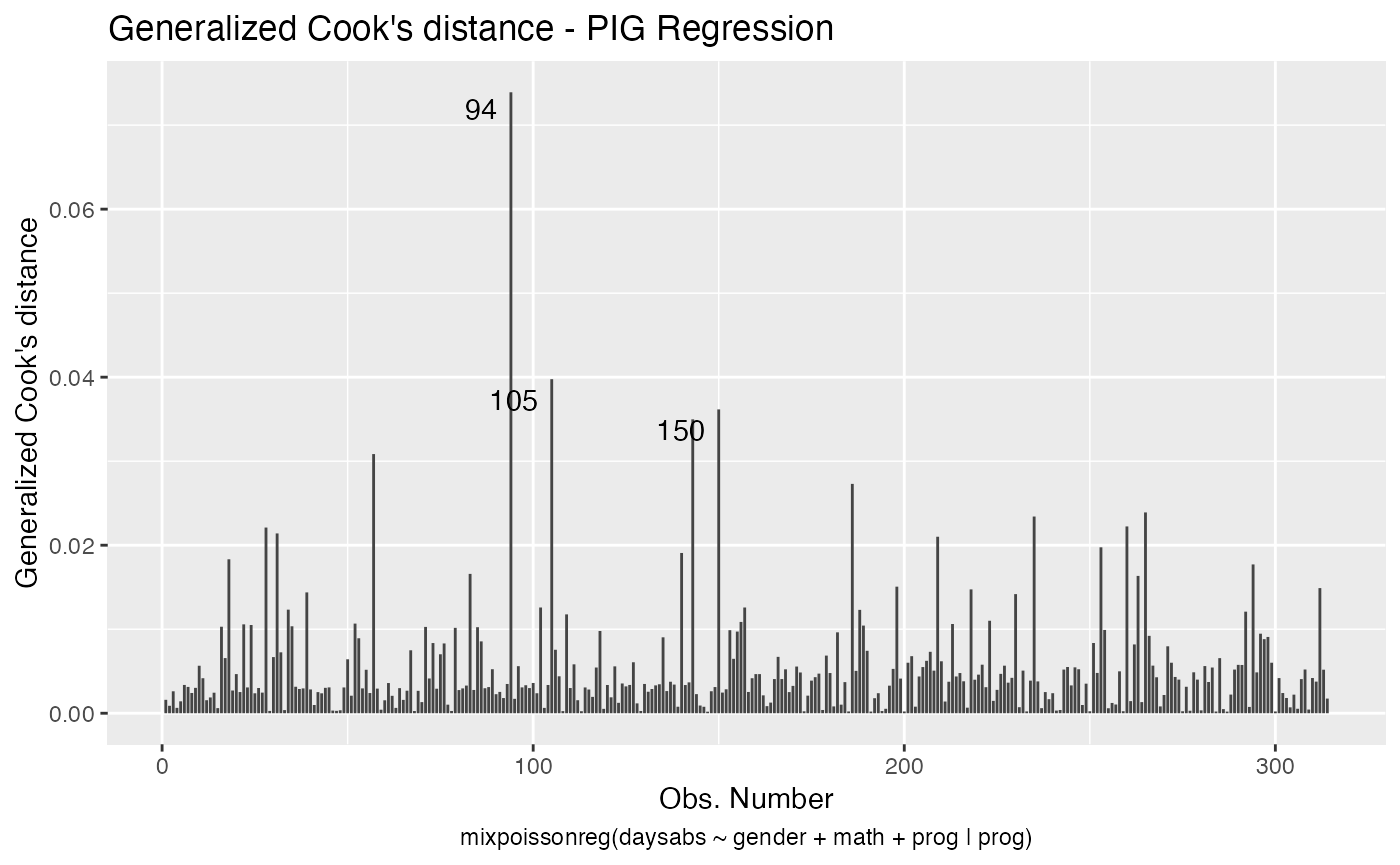 Generalized Cook's distance - PIG Regression
94
0.06
0.04
105
150
0.02
0.00
Generalized Cook's distance
0
100
200
300
Obs. Number
mixpoissonreg(daysabs ~ gender + math + prog | prog)